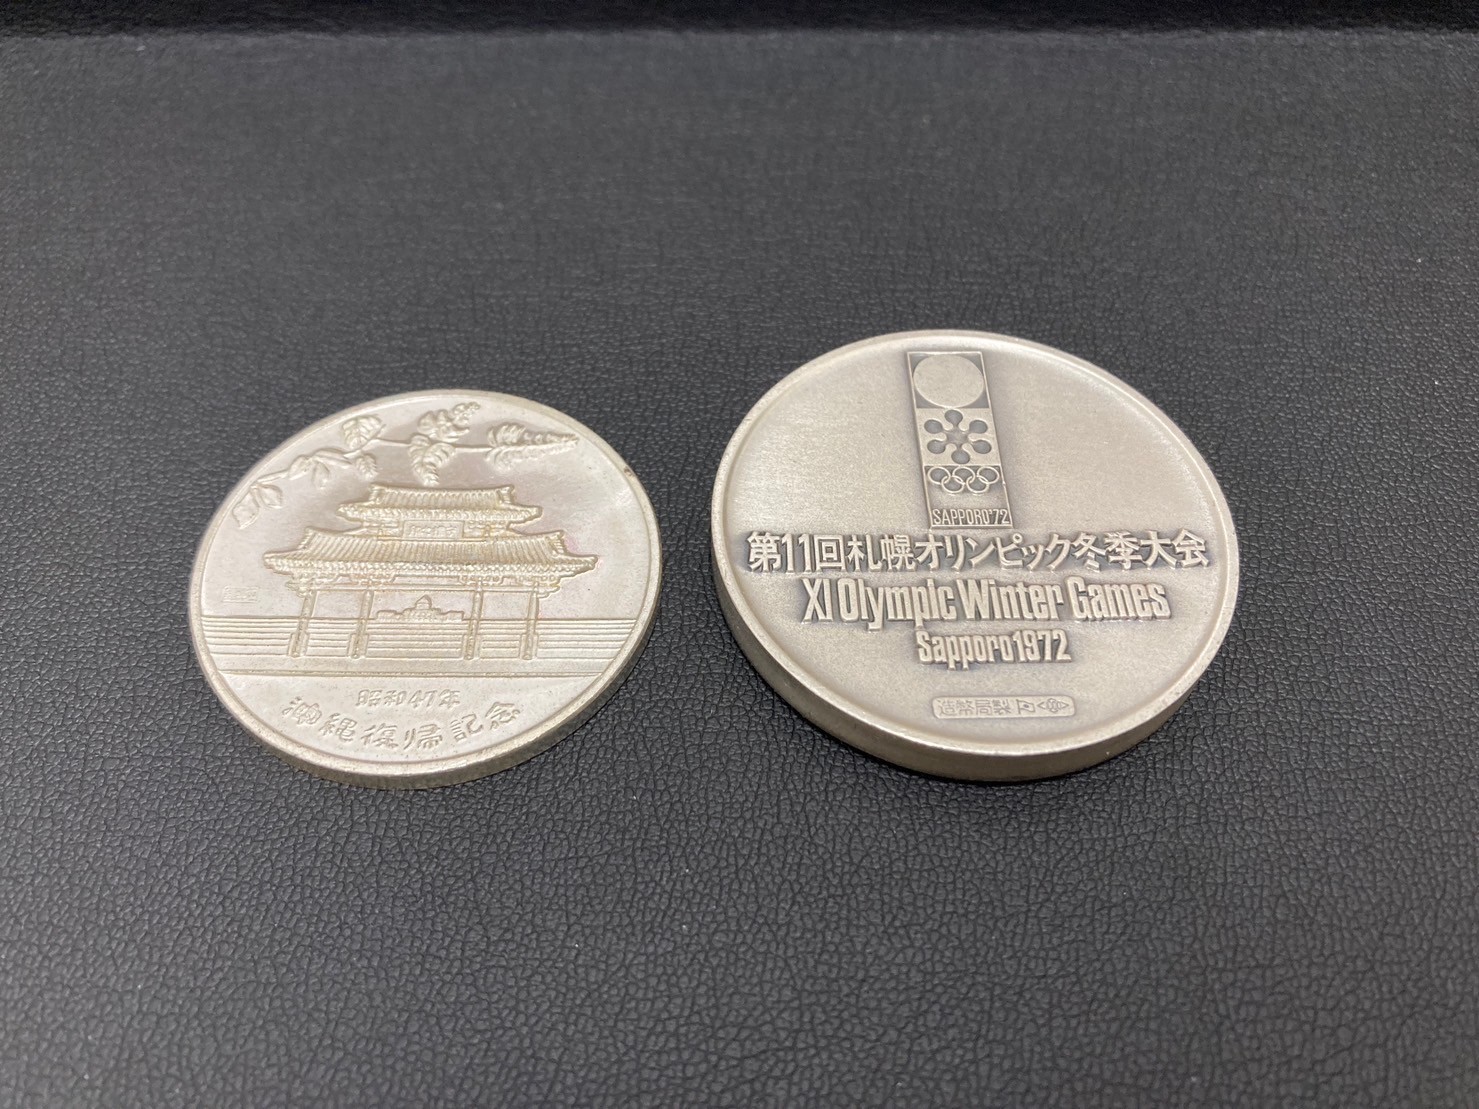 昭和47年
沖縄復帰記念
SAPPORO'72
第11回札幌オリンピック冬季大会
XI Olympic Winter Games
Sapporo 1972
造幣局製